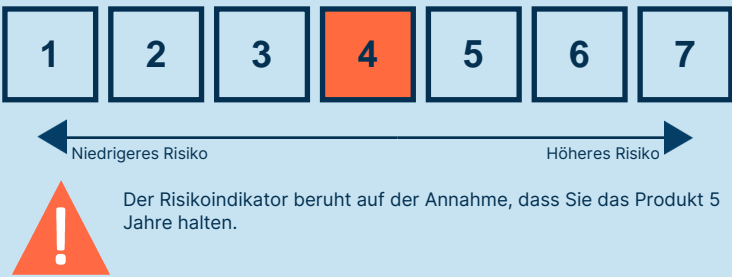 1 2 3 4 5 6 7
Niedrigeres Risiko Höheres Risiko
!
Der Risikoindikator beruht auf der Annahme, dass Sie das Produkt 5
Jahre halten.